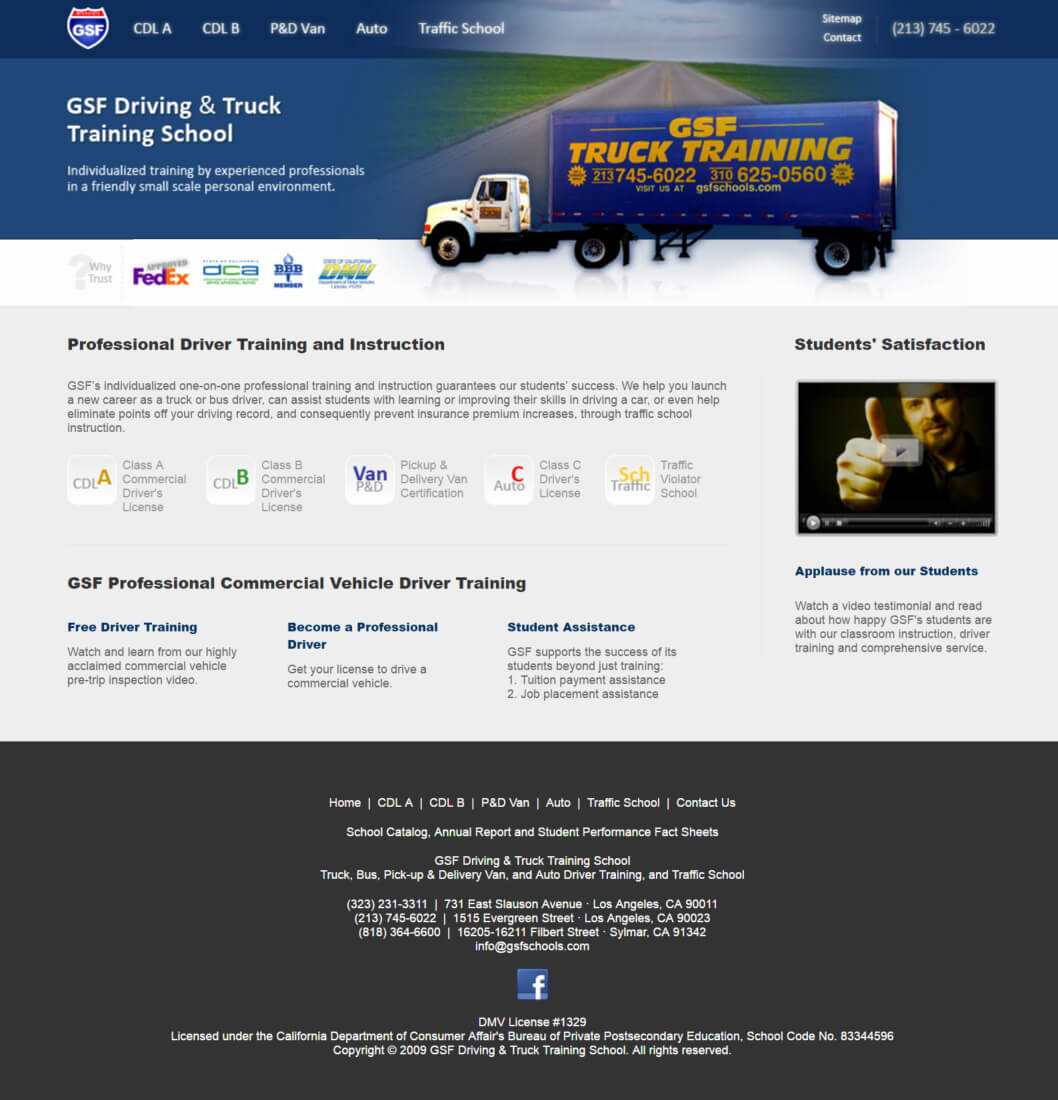 GSF
CDL A
CDL B
P&D Van
Auto
Traffic School
Sitemap
Contact
(213) 745 - 6022
GSF Driving & Truck
Training School
Individualized training by experienced professionals
in a friendly small scale personal environment.
GSF
TRUCK TRAINING
213 745-6022 310 625-0560
VISIT US AT gsfschools.com
? Why
Trust
APPROVED
FedEx
STATE OF CALIFORNIA
dca
BBB
MEMBER
STATE OF CALIFORNIA
DMV
Department of Motor Vehicles
Professional Driver Training and Instruction
GSF's individualized one-on-one professional training and instruction guarantees our students' success. We help you launch
a new career as a truck or bus driver, can assist students with learning or improving their skills in driving a car, or even help
eliminate points off your driving record, and consequently prevent insurance premium increases, through traffic school
instruction.
CDL A
Class A
Commercial
Driver's
License
CDL B
Class B
Commercial
Driver's
License
Van
P&D
Pickup &
Delivery Van
Certification
C
Auto
Class C
Driver's
License
Sch
Traffic
Traffic
Violator
School
Students' Satisfaction
Applause from our Students
Watch a video testimonial and read
about how happy GSF's students are
with our classroom instruction, driver
training and comprehensive service.
GSF Professional Commercial Vehicle Driver Training
Free Driver Training
Watch and learn from our highly
acclaimed commercial vehicle
pre-trip inspection video.
Become a Professional
Driver
Get your license to drive a
commercial vehicle.
Student Assistance
GSF supports the success of its
students beyond just training:
1. Tuition payment assistance
2. Job placement assistance
Home | CDL A | CDL B | P&D Van | Auto | Traffic School | Contact Us
School Catalog, Annual Report and Student Performance Fact Sheets
GSF Driving & Truck Training School
Truck, Bus, Pick-up & Delivery Van, and Auto Driver Training, and Traffic School
(323) 231-3311 | 731 East Slauson Avenue · Los Angeles, CA 90011
(213) 745-6022 | 1515 Evergreen Street · Los Angeles, CA 90023
(818) 364-6600 | 16205-16211 Filbert Street · Sylmar, CA 91342
info@gsfschools.com
f
DMV License #1329
Licensed under the California Department of Consumer Affair's Bureau of Private Postsecondary Education, School Code No. 83344596
Copyright © 2009 GSF Driving & Truck Training School. All rights reserved.